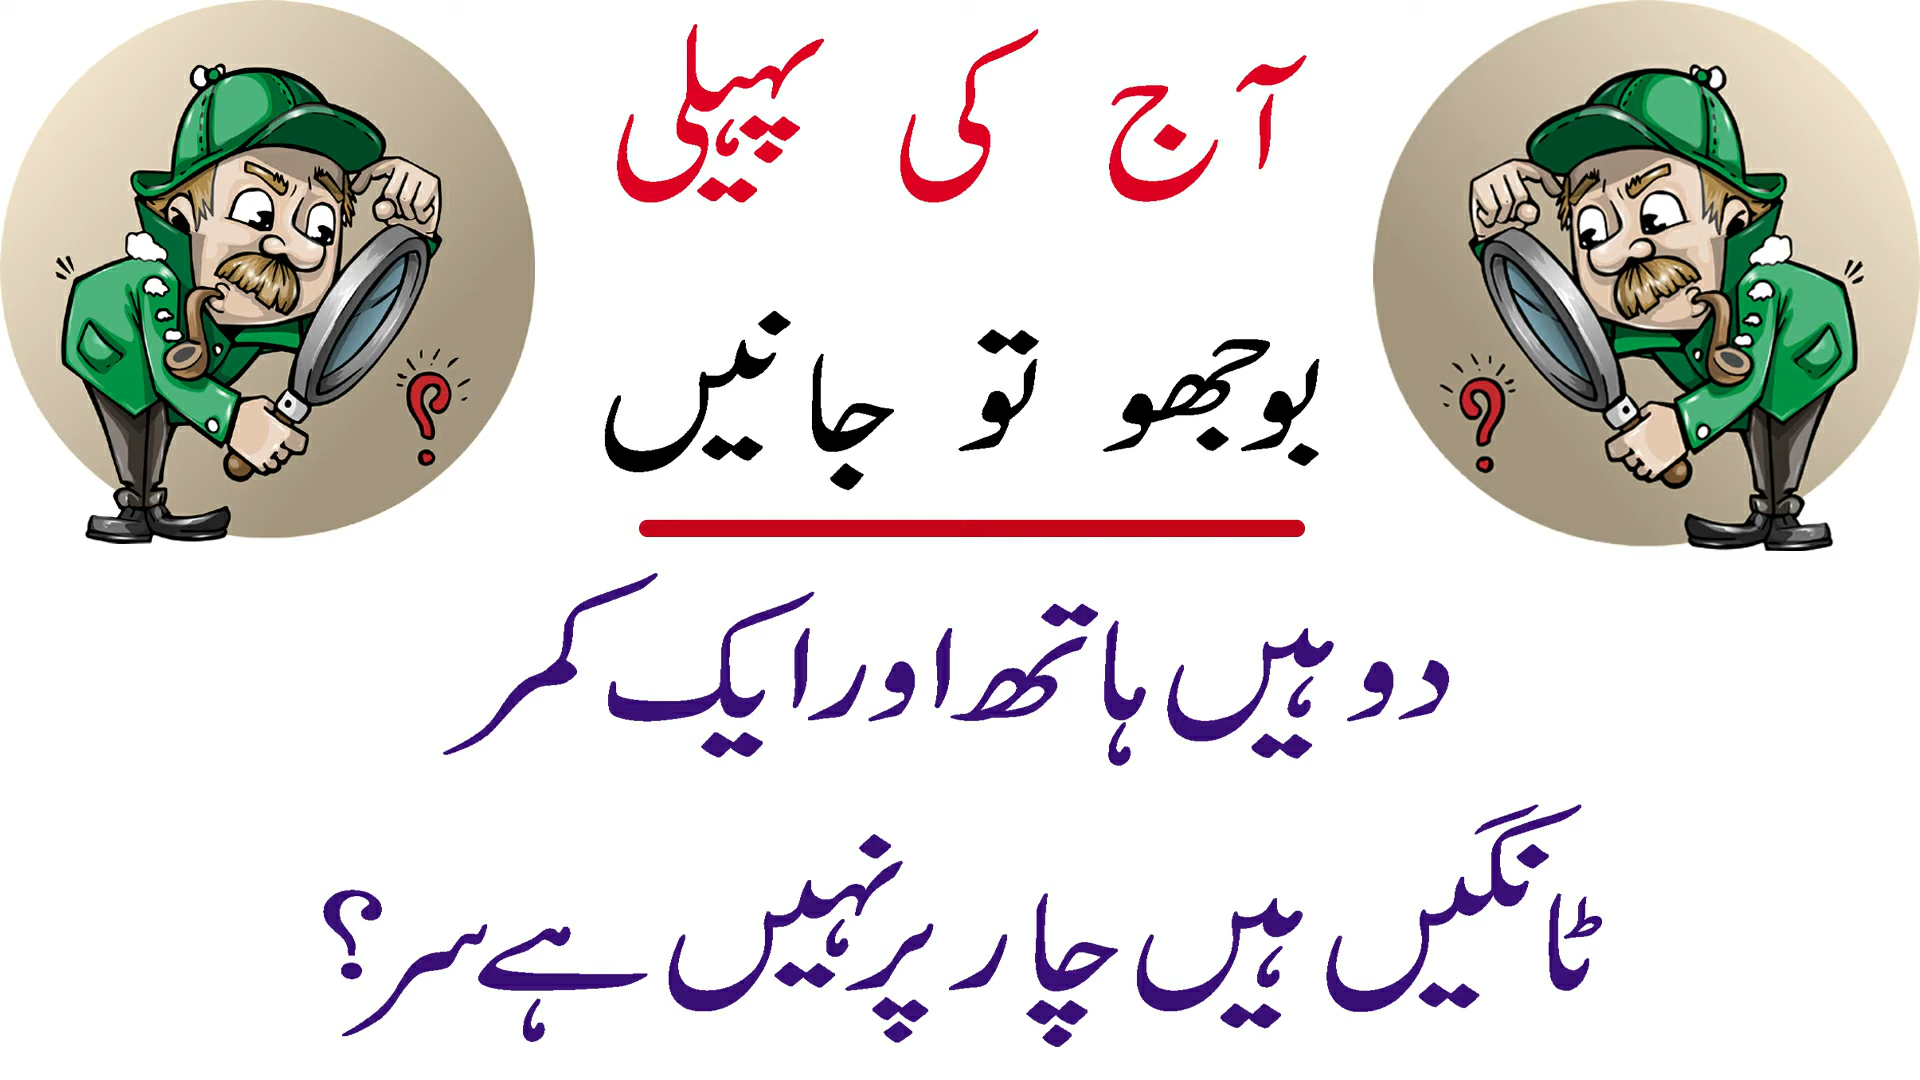 آج کی پہیلی
بوجھو تو جانیں
دو ہیں ہاتھ اور ایک کمر
ٹانگیں ہیں چار پر نہیں ہے سر؟